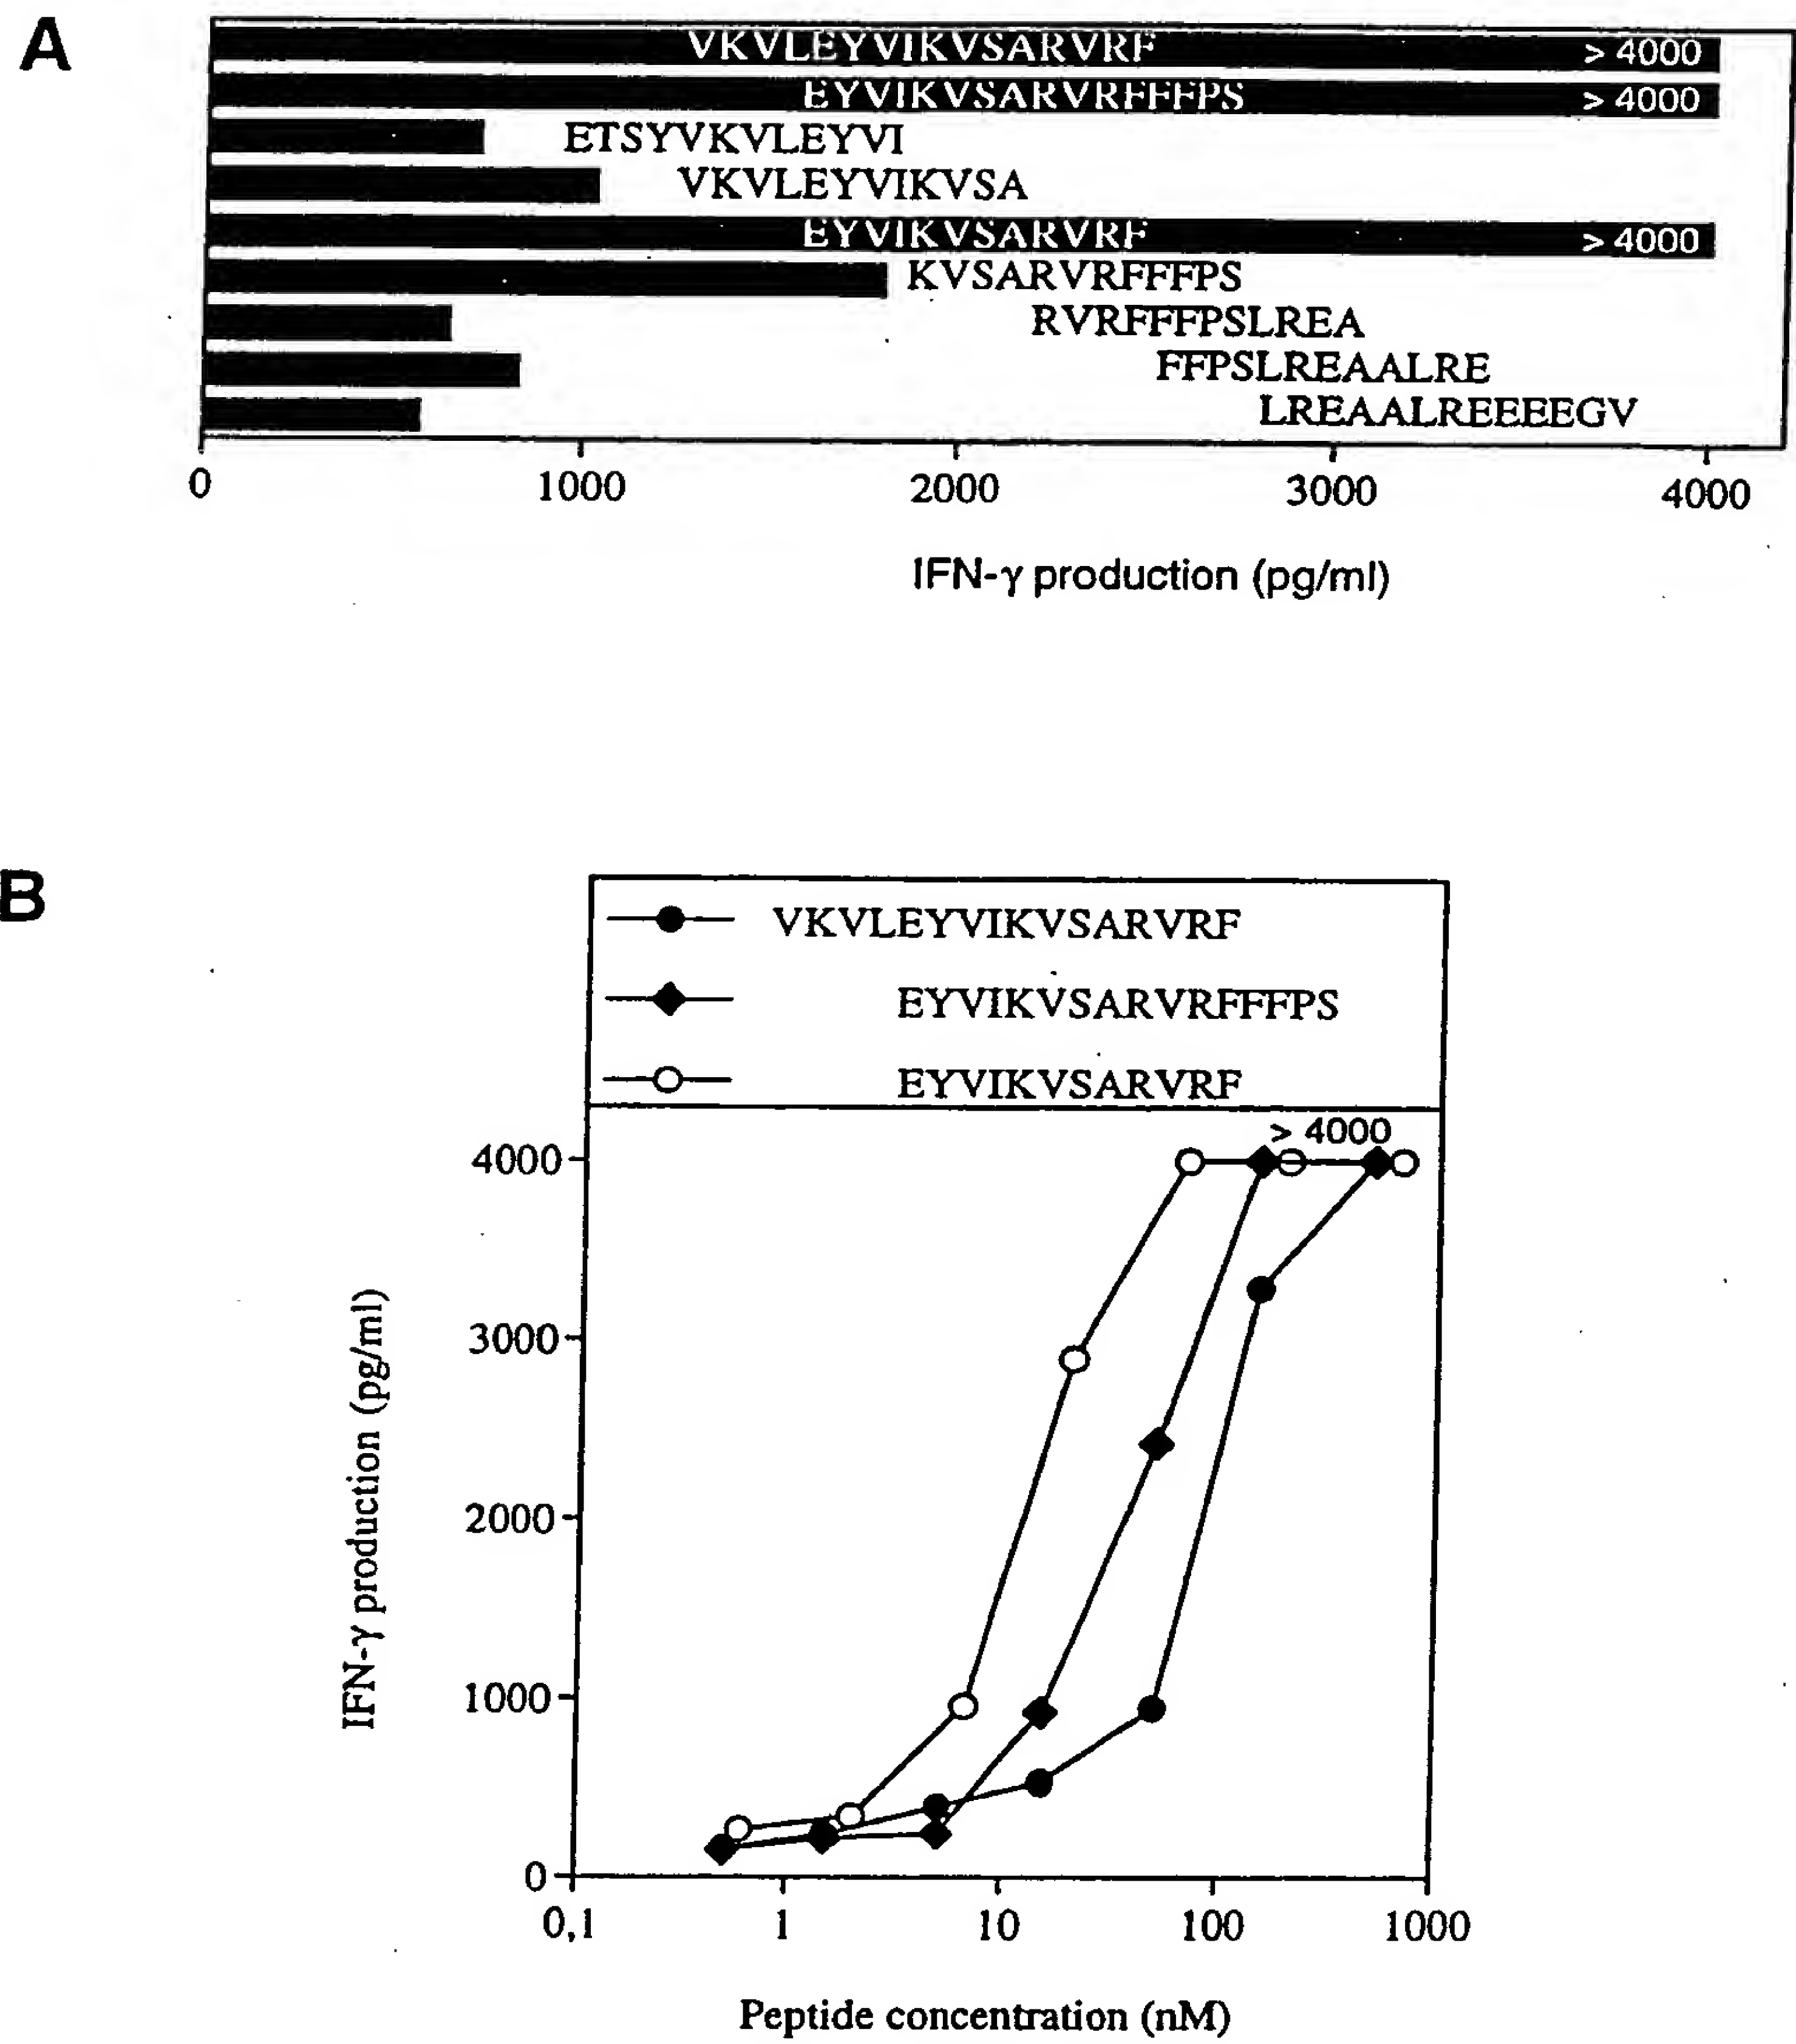 A
VKVLEYVIKVSARVRF > 4000
EYVIKVSARVRFFFPS > 4000
ETSYVKVLEYVI
VKVLEYVIKVSA
EYVIKVSARVRF > 4000
KVSARVRFFFPS
RVRFFFPSLREA
FFPSLREAALRE
LREAALREEEEGV
0 1000 2000 3000 4000
IFN-γ production (pg/ml)
B
VKVLEYVIKVSARVRF
EYVIKVSARVRFFFPS
EYVIKVSARVRF
> 4000
4000
3000
2000
1000
0
IFN-γ production (pg/ml)
0,1 1 10 100 1000
Peptide concentration (nM)